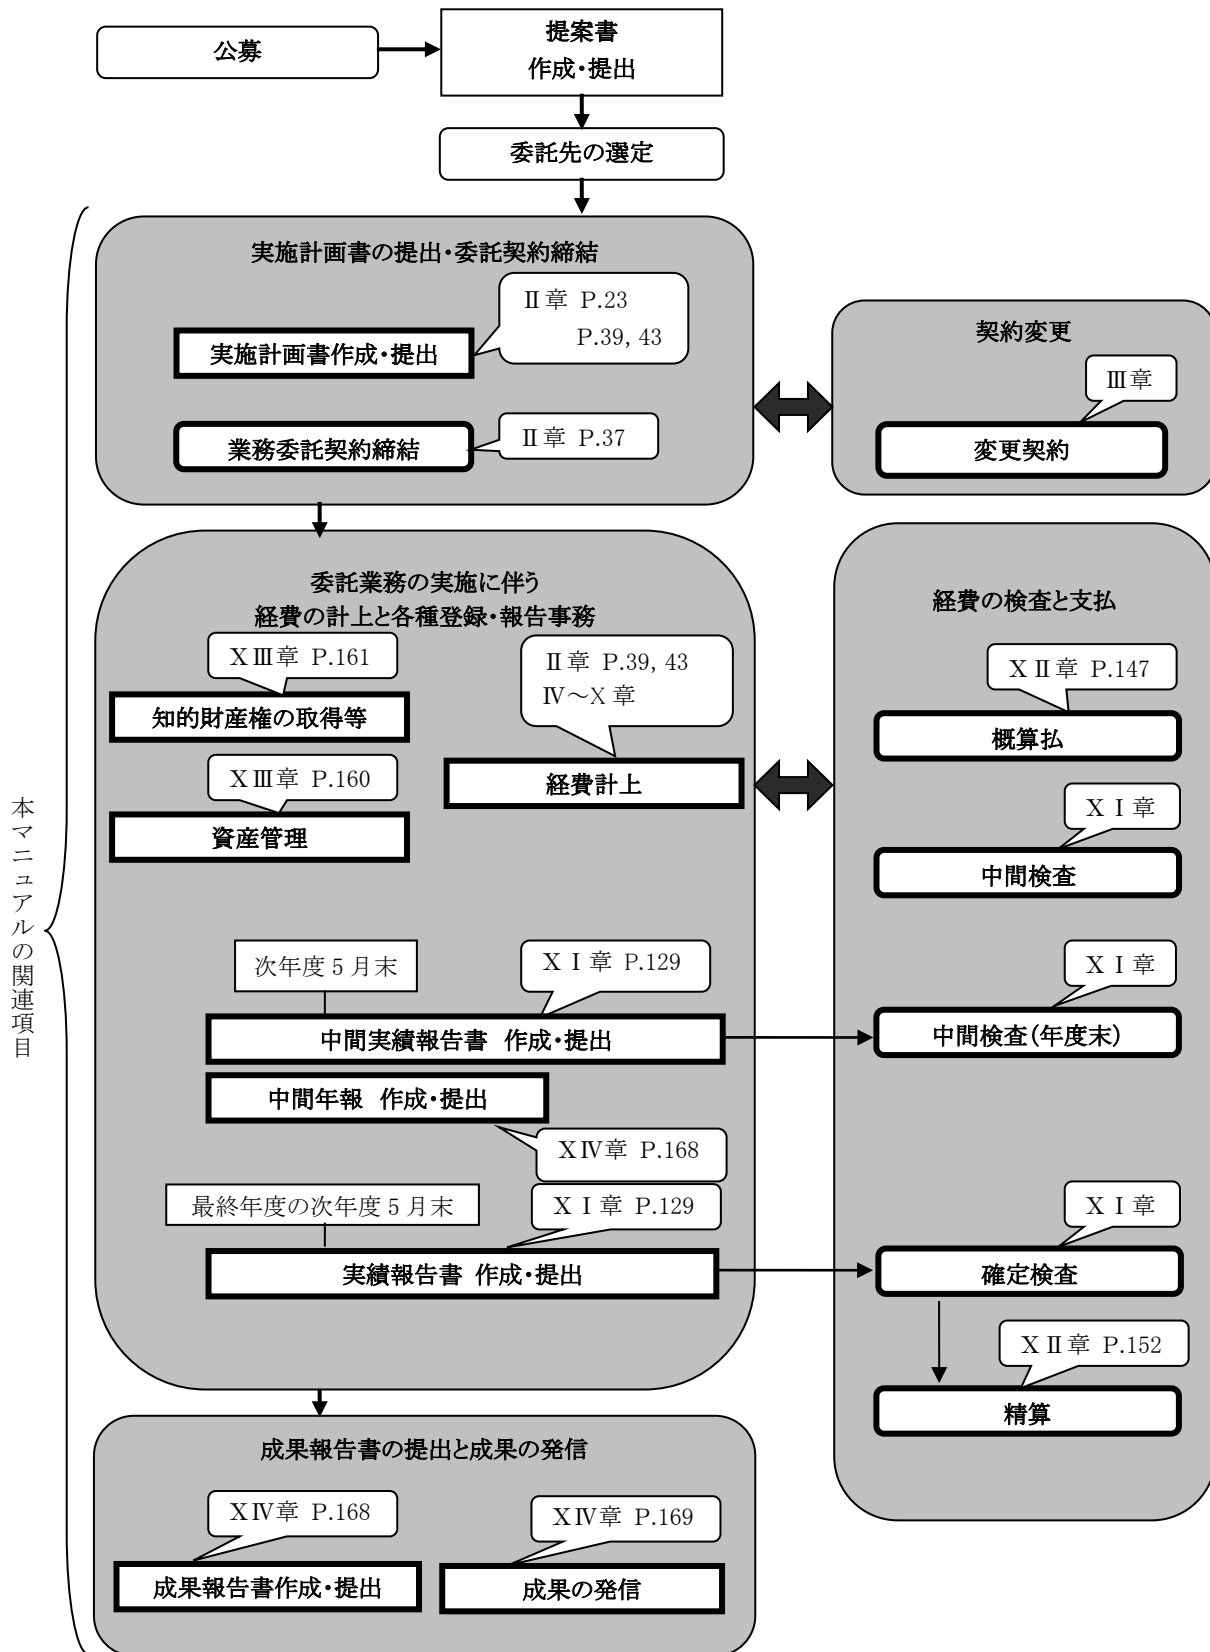 公募
提案書
作成・提出
委託先の選定
実施計画書の提出・委託契約締結
Ⅱ章 P.23
P.39, 43
実施計画書作成・提出
Ⅱ章 P.37
業務委託契約締結
契約変更
Ⅲ章
変更契約
委託業務の実施に伴う
経費の計上と各種登録・報告事務
ⅩⅢ章 P.161
知的財産権の取得等
Ⅱ章 P.39, 43
Ⅳ～Ⅹ章
経費計上
ⅩⅢ章 P.160
資産管理
経費の検査と支払
ⅩⅡ章 P.147
概算払
ⅩⅠ章
中間検査
次年度5月末
ⅩⅠ章 P.129
中間実績報告書 作成・提出
ⅩⅠ章
中間検査(年度末)
中間年報 作成・提出
ⅩⅣ章 P.168
最終年度の次年度5月末
ⅩⅠ章 P.129
実績報告書 作成・提出
ⅩⅠ章
確定検査
ⅩⅡ章 P.152
精算
成果報告書の提出と成果の発信
ⅩⅣ章 P.168
成果報告書作成・提出
ⅩⅣ章 P.169
成果の発信
本マニュアルの関連項目